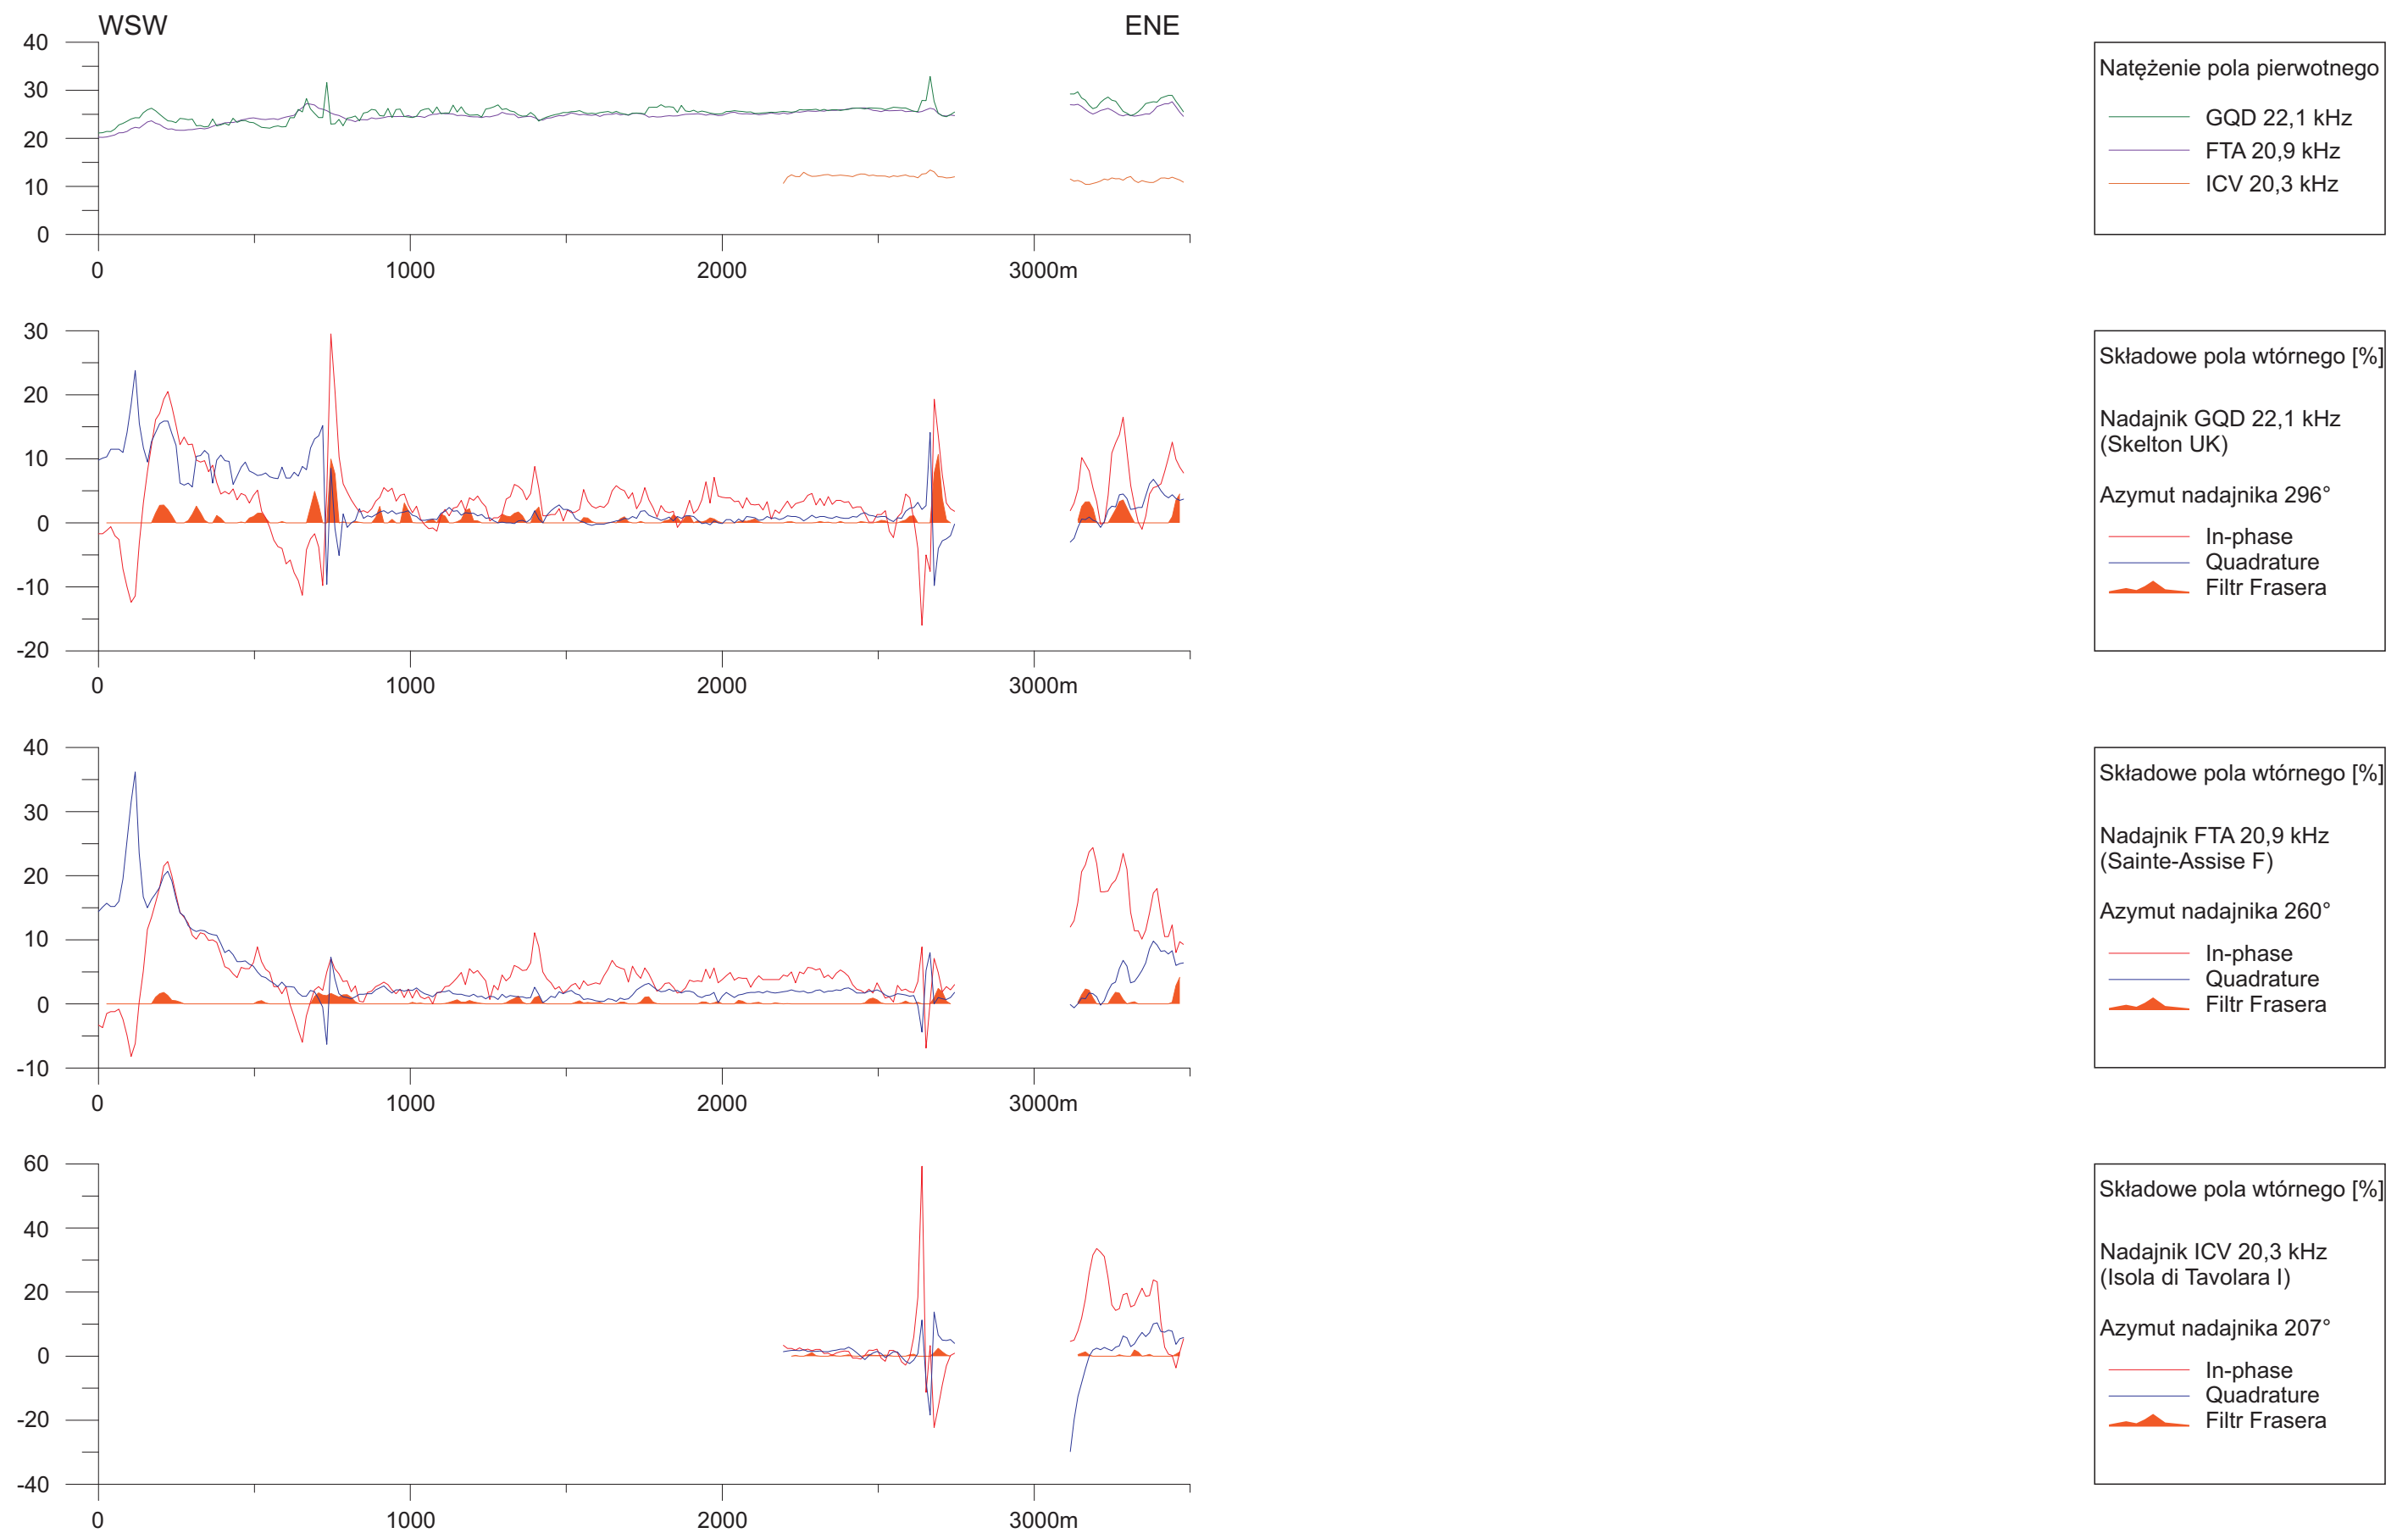 WSW ENE
40
30
20
10
0
0 1000 2000 3000m
Natężenie pola pierwotnego
GQD 22,1 kHz
FTA 20,9 kHz
ICV 20,3 kHz
30
20
10
0
-10
-20
0 1000 2000 3000m
Składowe pola wtórnego [%]
Nadajnik GQD 22,1 kHz
(Skelton UK)
Azymut nadajnika 296°
In-phase
Quadrature
Filtr Frasera
40
30
20
10
0
-10
0 1000 2000 3000m
Składowe pola wtórnego [%]
Nadajnik FTA 20,9 kHz
(Sainte-Assise F)
Azymut nadajnika 260°
In-phase
Quadrature
Filtr Frasera
60
40
20
0
-20
-40
0 1000 2000 3000m
Składowe pola wtórnego [%]
Nadajnik ICV 20,3 kHz
(Isola di Tavolara I)
Azymut nadajnika 207°
In-phase
Quadrature
Filtr Frasera